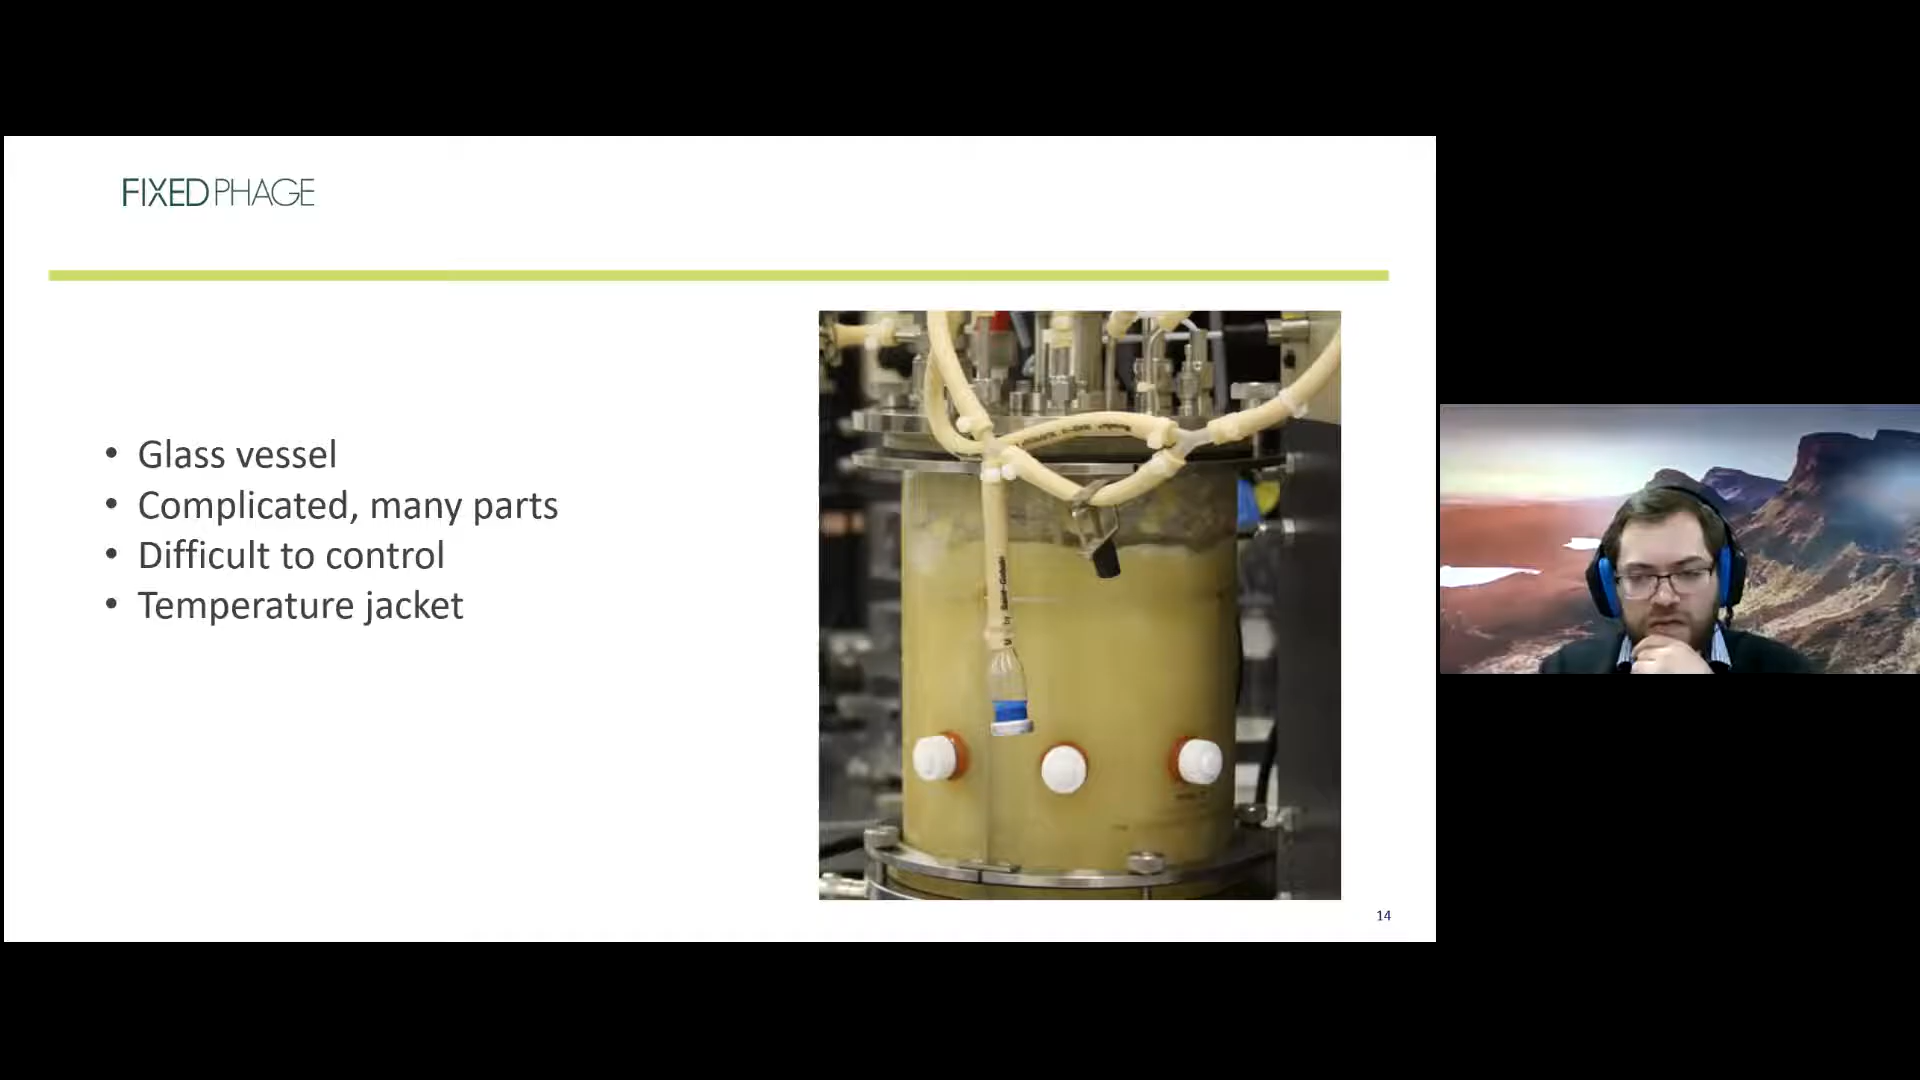 FIXEDPHAGE
• Glass vessel
• Complicated, many parts
• Difficult to control
• Temperature jacket
14